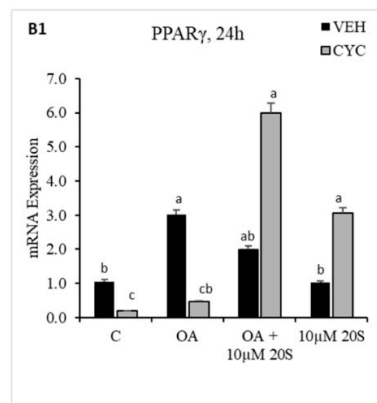 B1
PPARγ, 24h
VEH
CYC
mRNA Expression
7.0
6.0
5.0
4.0
3.0
2.0
1.0
0.0
b
c
a
cb
ab
a
b
a
C
OA
OA +
10µM 20S
10µM 20S